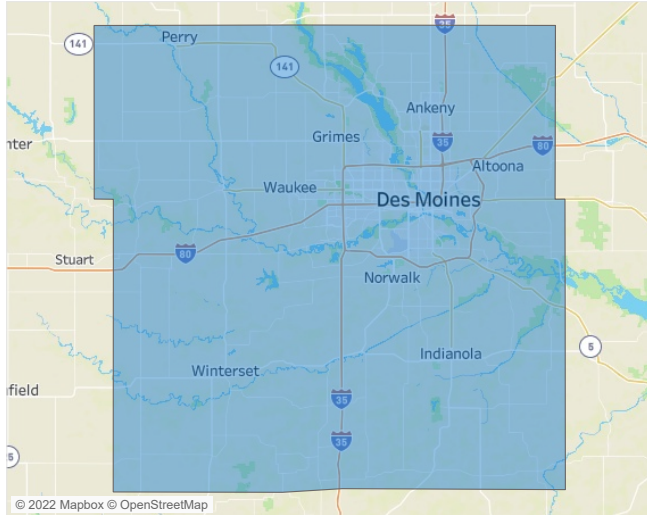 35
141
Perry
141
Ankeny
Grimes
35
80
nter
Altoona
Waukee
Des Moines
80
Stuart
Norwalk
5
Indianola
Winterset
field
35
35
5
© 2022 Mapbox © OpenStreetMap